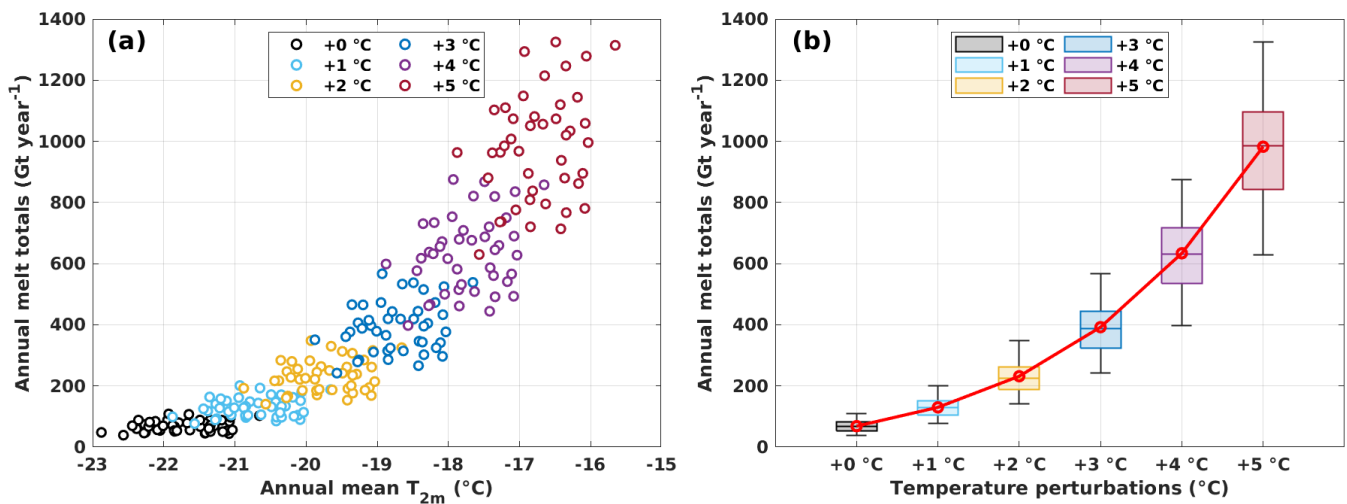 (a)
+0 °C +3 °C
+1 °C +4 °C
+2 °C +5 °C
1400
1200
1000
800
600
400
200
0
Annual melt totals (Gt year⁻¹)
-23 -22 -21 -20 -19 -18 -17 -16 -15
Annual mean T₂ₘ (°C)
(b)
+0 °C +3 °C
+1 °C +4 °C
+2 °C +5 °C
1400
1200
1000
800
600
400
200
0
Annual melt totals (Gt year⁻¹)
+0 °C +1 °C +2 °C +3 °C +4 °C +5 °C
Temperature perturbations (°C)